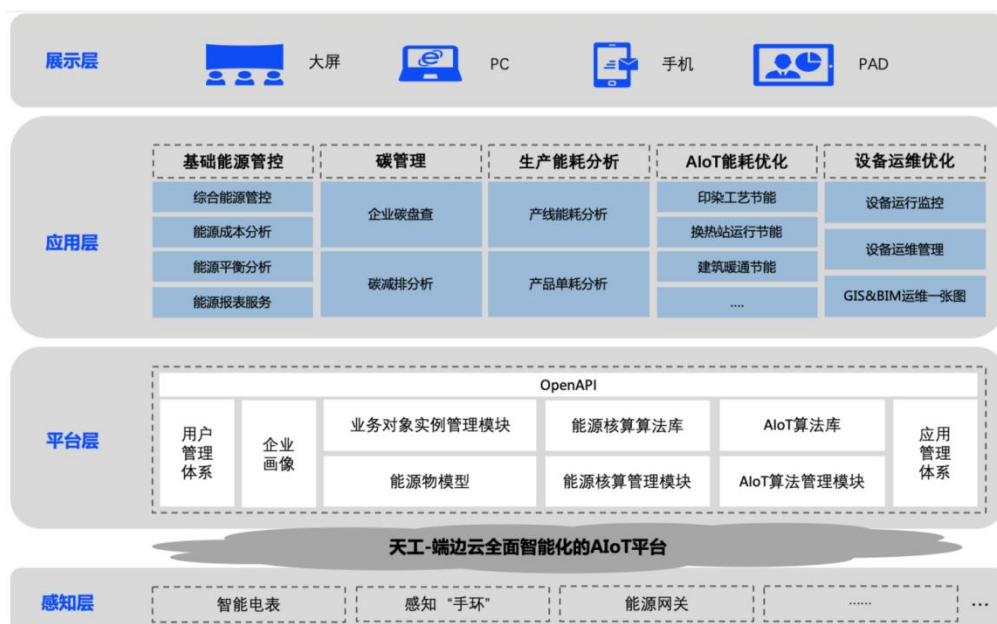 展示层
大屏
PC
手机
PAD
应用层
基础能源管控
碳管理
生产能耗分析
AIoT能耗优化
设备运维优化
综合能源管控
能源成本分析
能源平衡分析
能源报表服务
企业碳盘查
碳减排分析
产线能耗分析
产品单耗分析
印染工艺节能
换热站运行节能
建筑暖通节能
....
设备运行监控
设备运维管理
GIS&BIM运维一张图
平台层
OpenAPI
用户
管理
体系
企业
画像
业务对象实例管理模块
能源物模型
能源核算算法库
能源核算管理模块
AIoT算法库
AIoT算法管理模块
应用
管理
体系
天工-端边云全面智能化的AIoT平台
感知层
智能电表
感知“手环”
能源网关
……
...